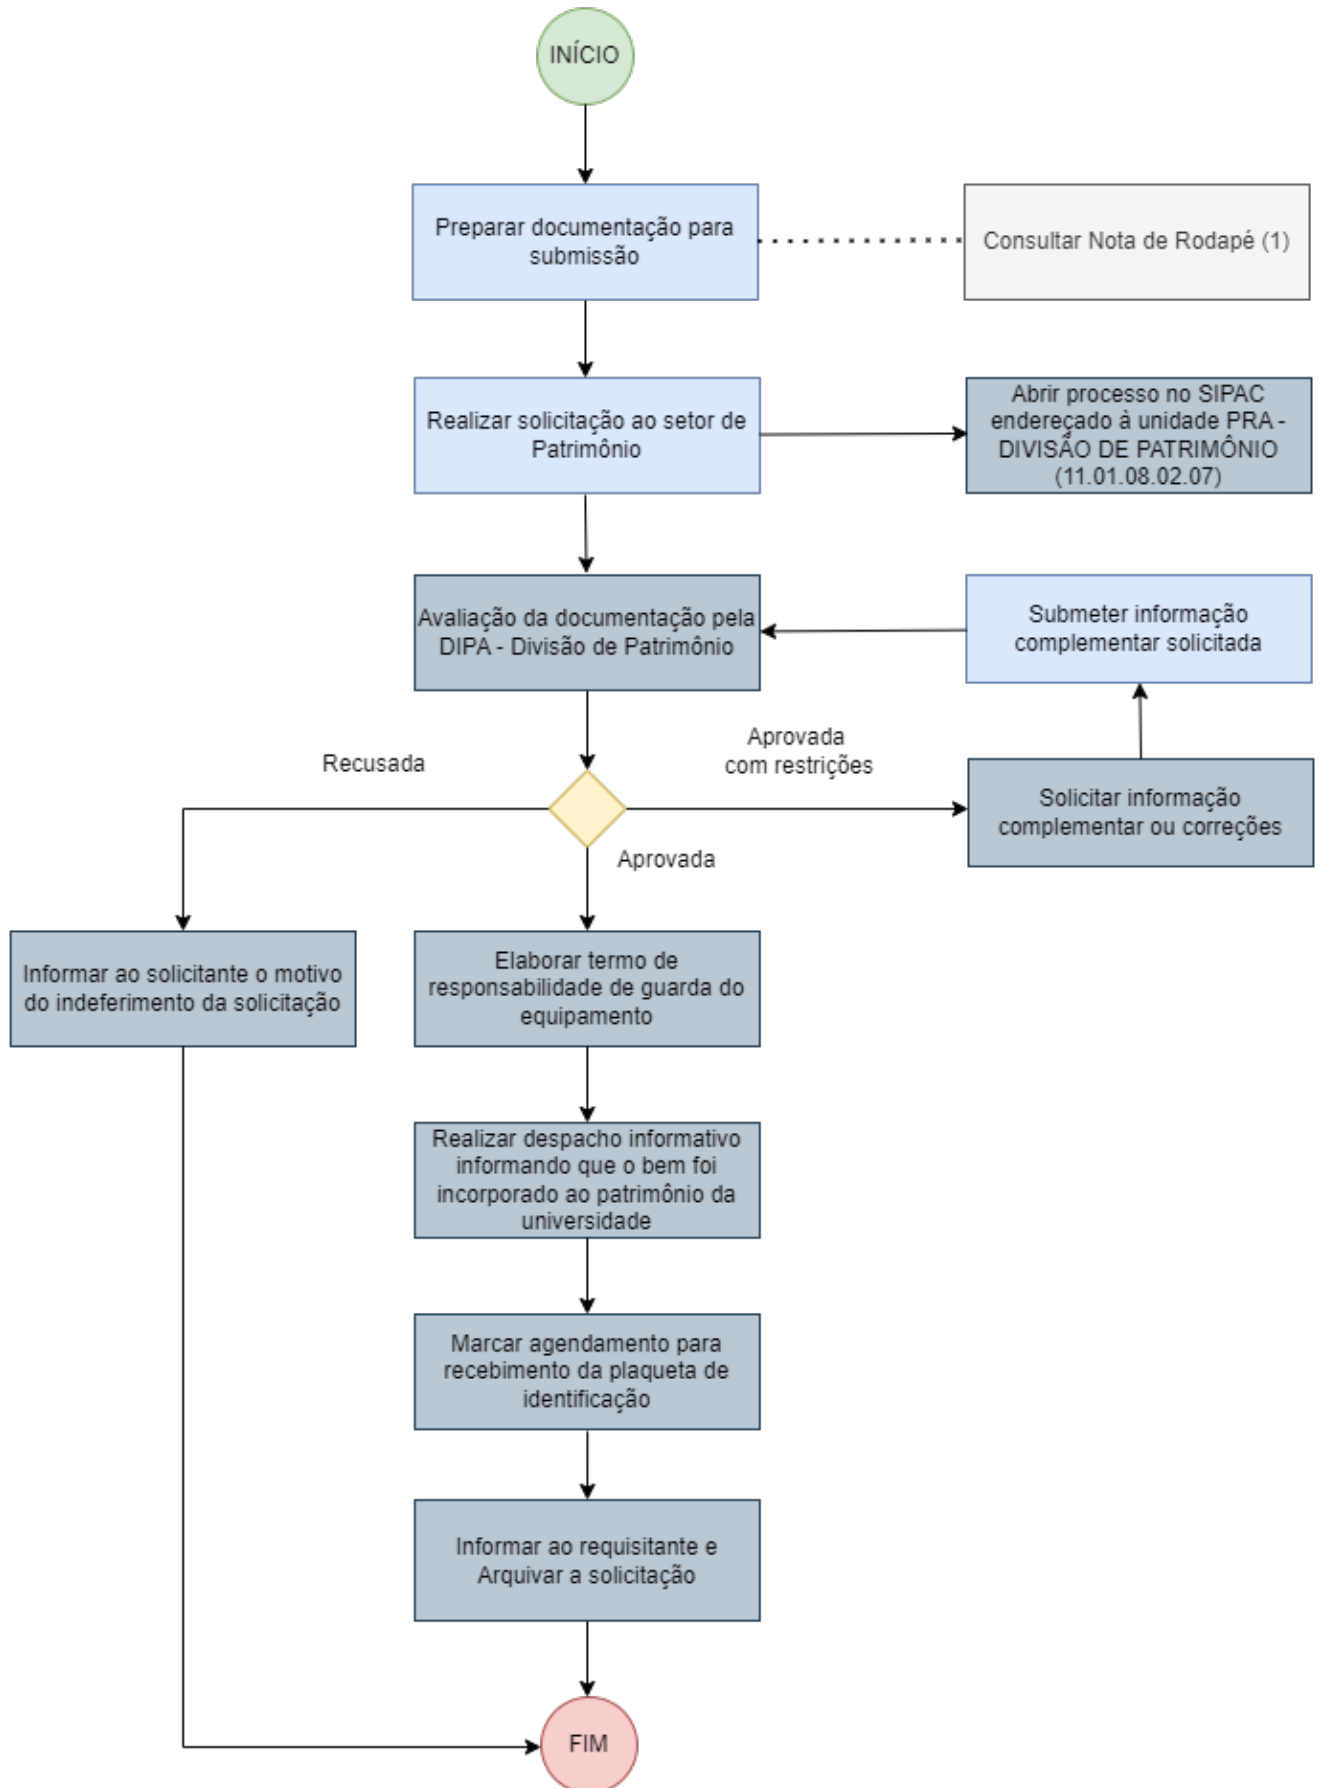 INÍCIO
Preparar documentação para
submissão
Consultar Nota de Rodapé (1)
Realizar solicitação ao setor de
Patrimônio
Abrir processo no SIPAC
endereçado à unidade PRA -
DIVISÃO DE PATRIMÔNIO
(11.01.08.02.07)
Avaliação da documentação pela
DIPA - Divisão de Patrimônio
Submeter informação
complementar solicitada
Recusada
Aprovada
com restrições
Solicitar informação
complementar ou correções
Aprovada
Informar ao solicitante o motivo
do indeferimento da solicitação
Elaborar termo de
responsabilidade de guarda do
equipamento
Realizar despacho informativo
informando que o bem foi
incorporado ao patrimônio da
universidade
Marcar agendamento para
recebimento da plaqueta de
identificação
Informar ao requisitante e
Arquivar a solicitação
FIM